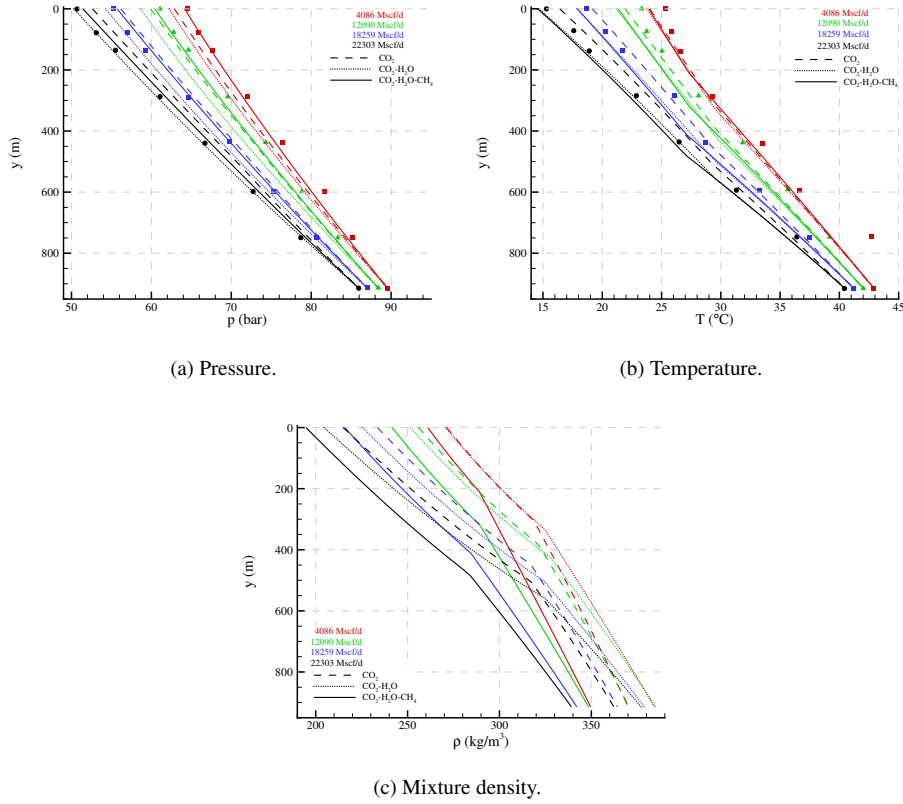 0
200
400
600
800
y (m)
50
60
70
80
90
p (bar)
4086 Mscf/d
12090 Mscf/d
18259 Mscf/d
22303 Mscf/d
CO₂
CO₂-H₂O
CO₂-H₂O-CH₄
(a) Pressure.
0
200
400
600
800
y (m)
15
20
25
30
35
40
45
T (°C)
4086 Mscf/d
12090 Mscf/d
18259 Mscf/d
22303 Mscf/d
CO₂
CO₂-H₂O
CO₂-H₂O-CH₄
(b) Temperature.
0
200
400
600
800
y (m)
200
250
300
350
ρ (kg/m³)
4086 Mscf/d
12090 Mscf/d
18259 Mscf/d
22303 Mscf/d
CO₂
CO₂-H₂O
CO₂-H₂O-CH₄
(c) Mixture density.